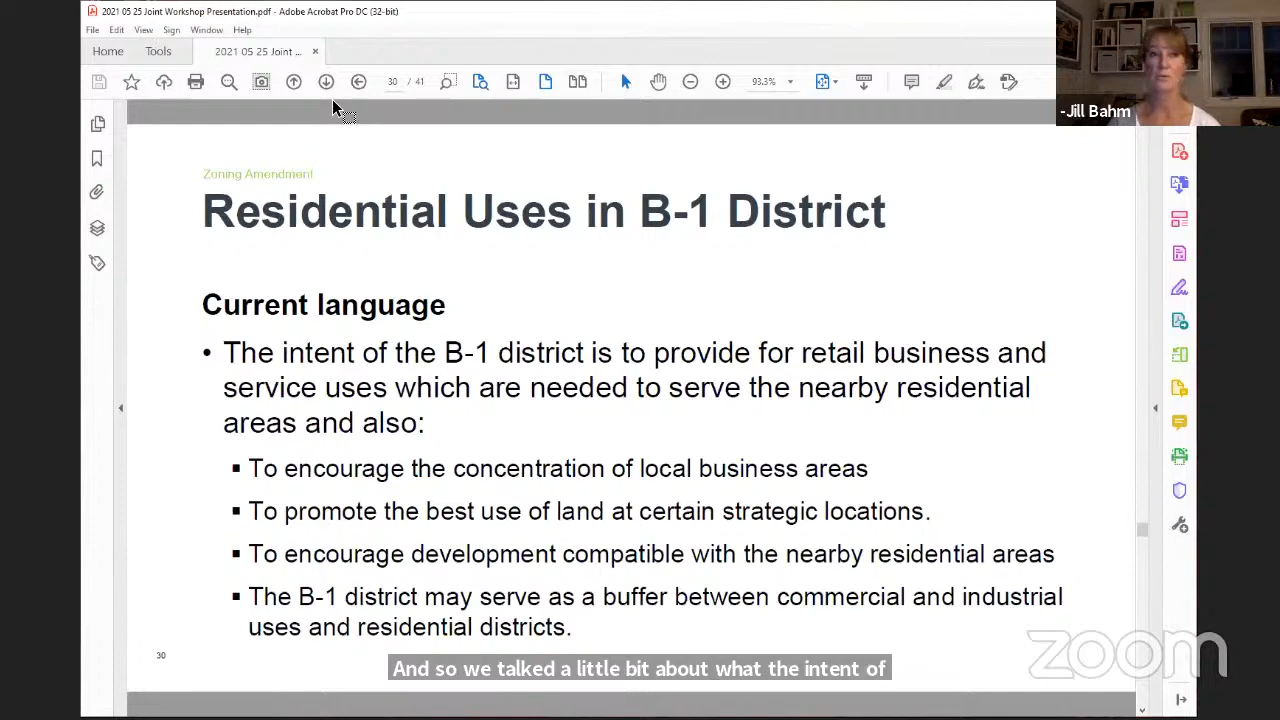 2021 05 25 Joint Workshop Presentation.pdf - Adobe Acrobat Pro DC (32-bit)
File Edit View Sign Window Help
Home Tools 2021 05 25 Joint ... ×
30 / 41 93.3%
-Jill Bahm
Zoning Amendment
Residential Uses in B-1 District
Current language
• The intent of the B-1 district is to provide for retail business and
service uses which are needed to serve the nearby residential
areas and also:
▪ To encourage the concentration of local business areas
▪ To promote the best use of land at certain strategic locations.
▪ To encourage development compatible with the nearby residential areas
▪ The B-1 district may serve as a buffer between commercial and industrial
uses and residential districts.
30
And so we talked a little bit about what the intent of
zoom